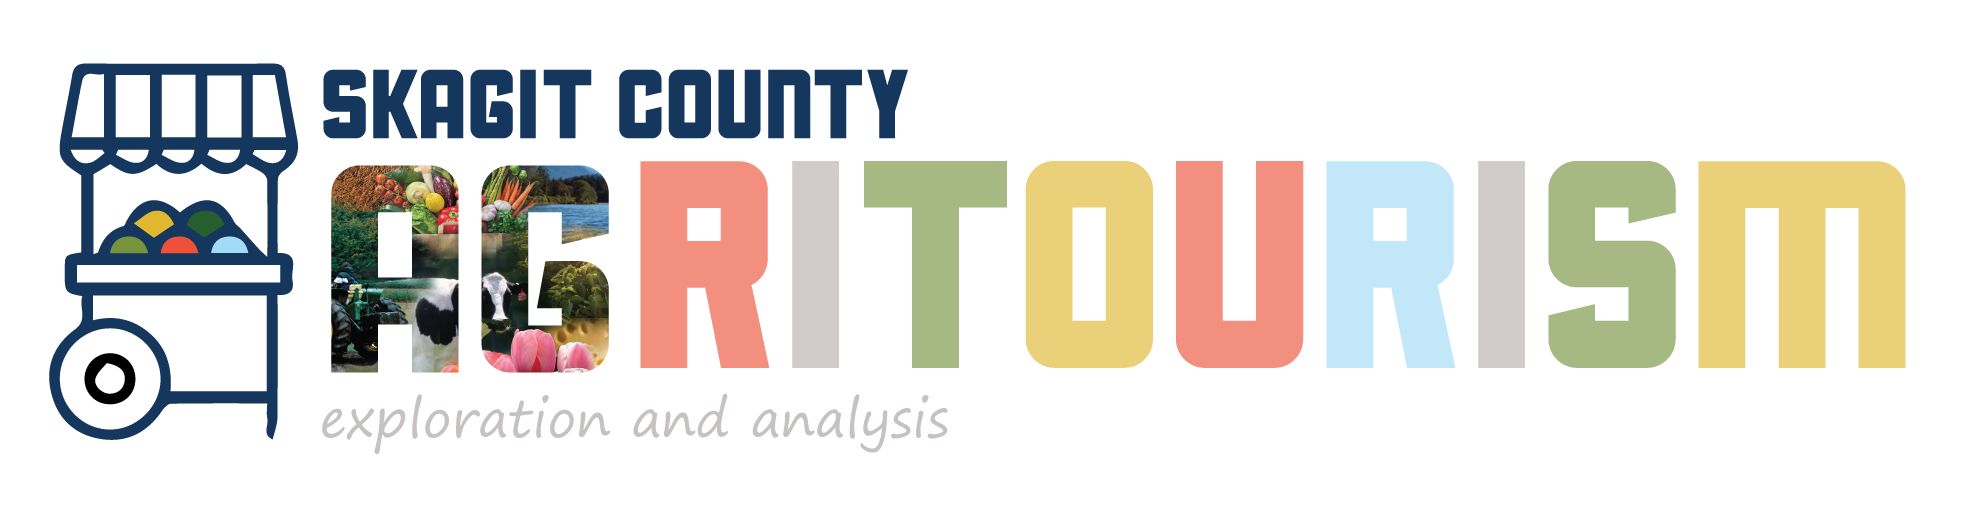 SKAGIT COUNTY
AGRITOURISM
exploration and analysis